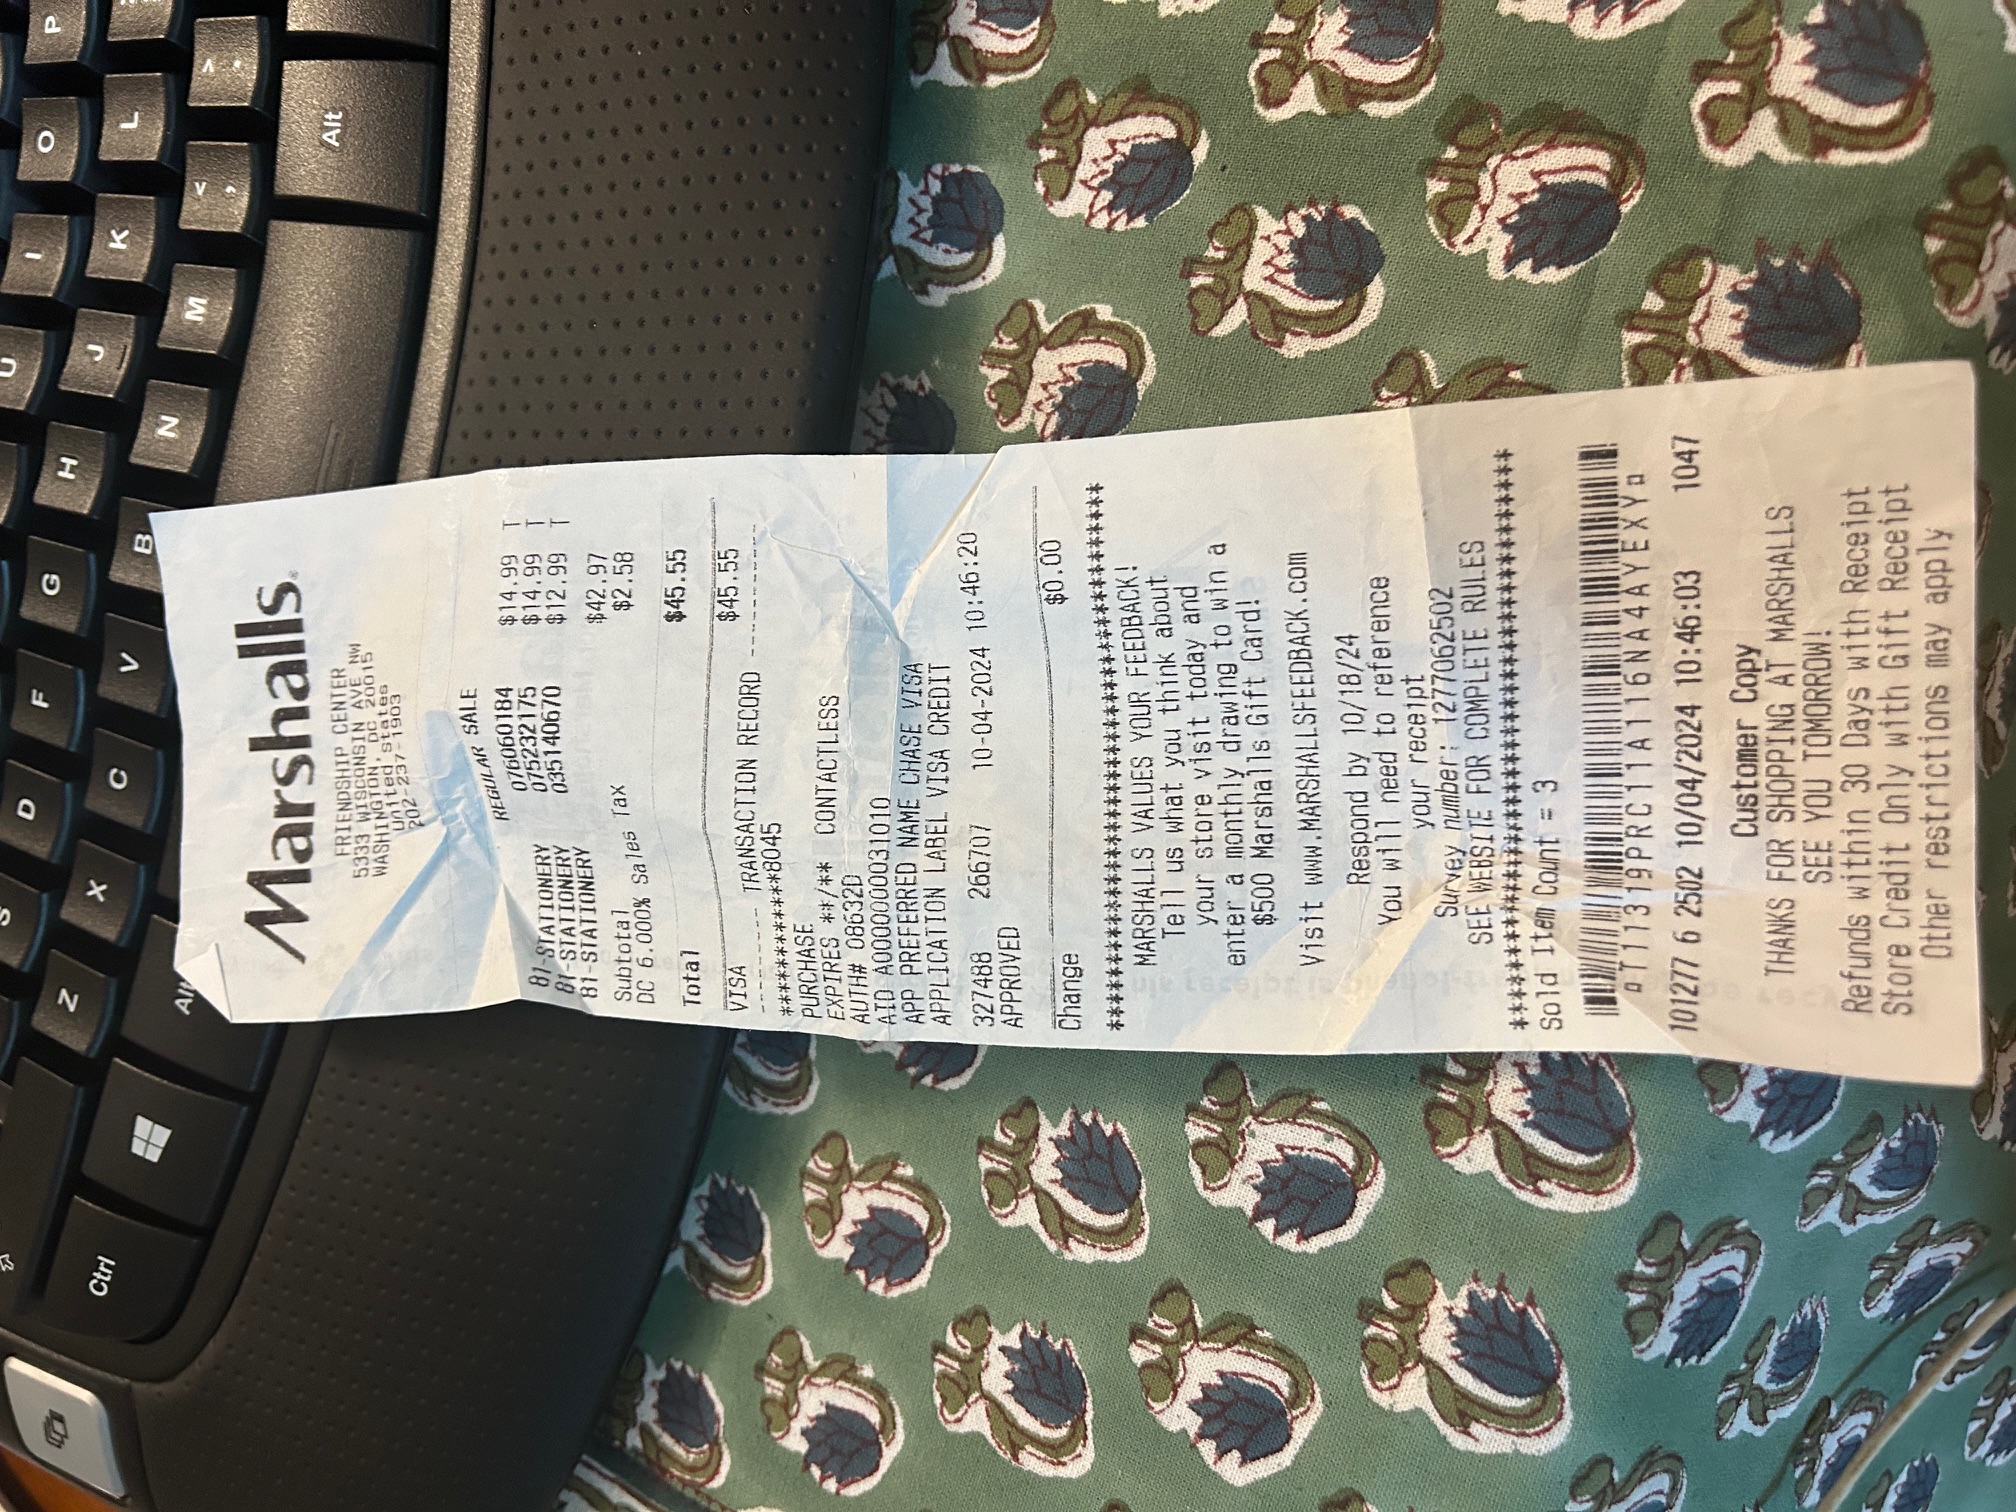 Marshalls
FRIENDSHIP CENTER
5333 WISCONSIN AVE NW
WASHINGTON, DC 20015
United States
202-237-1903
REGULAR SALE
81-STATIONERY 076060184 $14.99 T
81-STATIONERY 075232175 $14.99 T
81-STATIONERY 035140670 $12.99 T
Subtotal $42.97
DC 6.000% Sales Tax $2.58
Total $45.55
VISA $45.55
------- TRANSACTION RECORD -------
************8045
PURCHASE
EXPIRES **/** CONTACTLESS
AUTH# 08632D
AID A0000000031010
APP PREFERRED NAME CHASE VISA
APPLICATION LABEL VISA CREDIT
327488 266707 10-04-2024 10:46:20
APPROVED
Change $0.00
****************************************
MARSHALLS VALUES YOUR FEEDBACK!
Tell us what you think about
your store visit today and
enter a monthly drawing to win a
$500 Marshalls Gift Card!
Visit www.MARSHALLSFEEDBACK.com
Respond by 10/18/24
You will need to reference
your receipt
Survey number: 1277062502
SEE WEBSITE FOR COMPLETE RULES
****************************************
Sold Item Count = 3
¤T11319PRC11A116NA4AYEXY¤
101277 6 2502 10/04/2024 10:46:03 1047
Customer Copy
THANKS FOR SHOPPING AT MARSHALLS
SEE YOU TOMORROW!
Refunds within 30 Days with Receipt
Store Credit Only with Gift Receipt
Other restrictions may apply
P
O
L
> .
I
K
< ,
Alt
U
J
M
H
N
G
B
F
V
D
C
S
X
Z
Alt
Ctrl